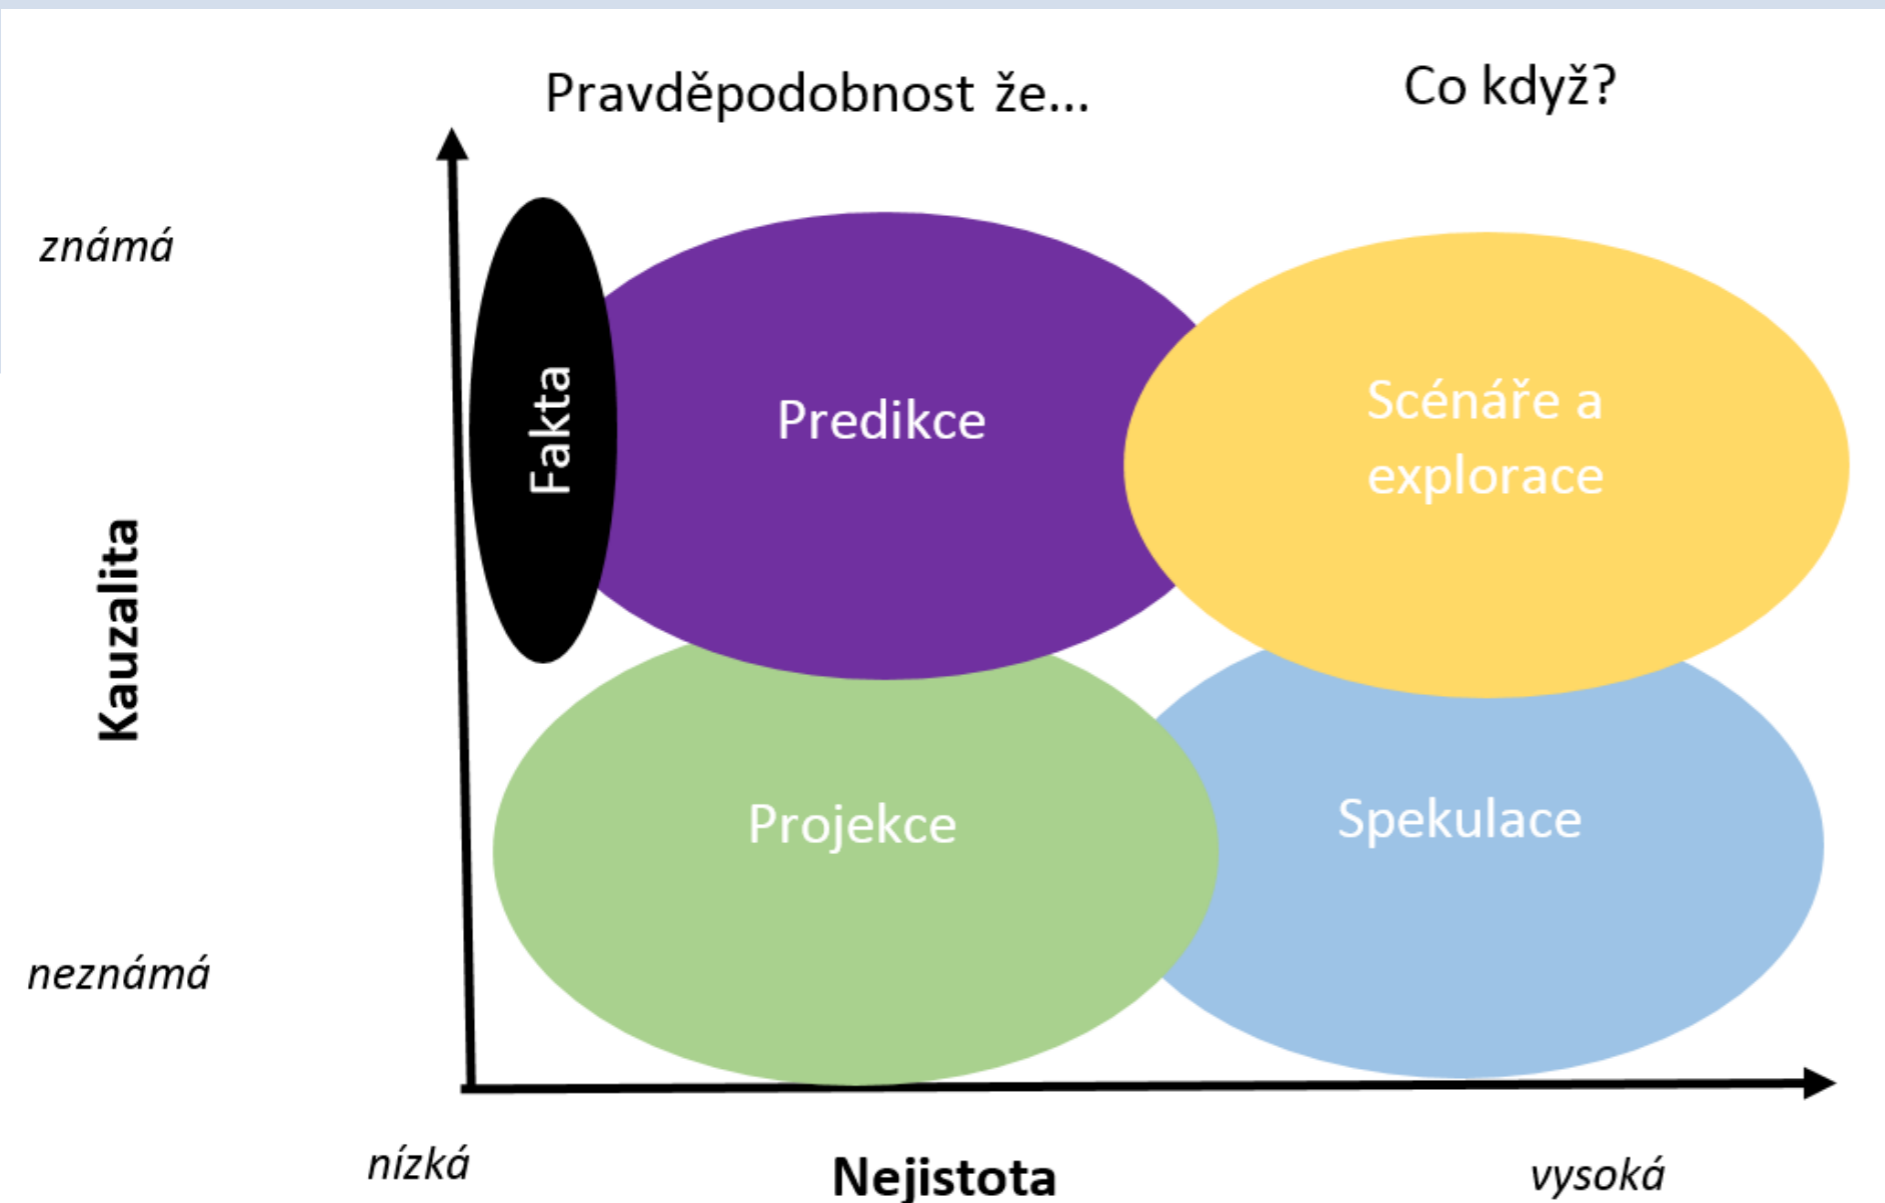 Pravděpodobnost že...
Co když?
známá
Fakta
Predikce
Scénáře a
explorace
Kauzalita
Projekce
Spekulace
neznámá
nízká
Nejistota
vysoká